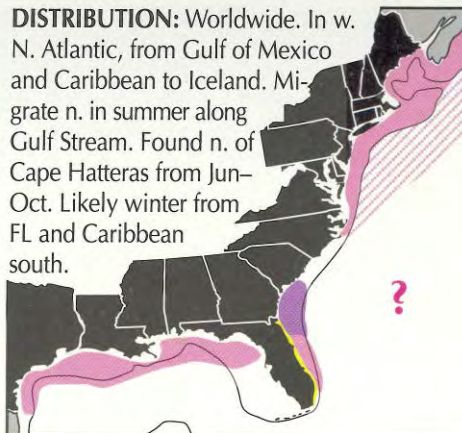 DISTRIBUTION: Worldwide. In w.
N. Atlantic, from Gulf of Mexico
and Caribbean to Iceland. Mi-
grate n. in summer along
Gulf Stream. Found n. of
Cape Hatteras from Jun–
Oct. Likely winter from
FL and Caribbean
south.
?